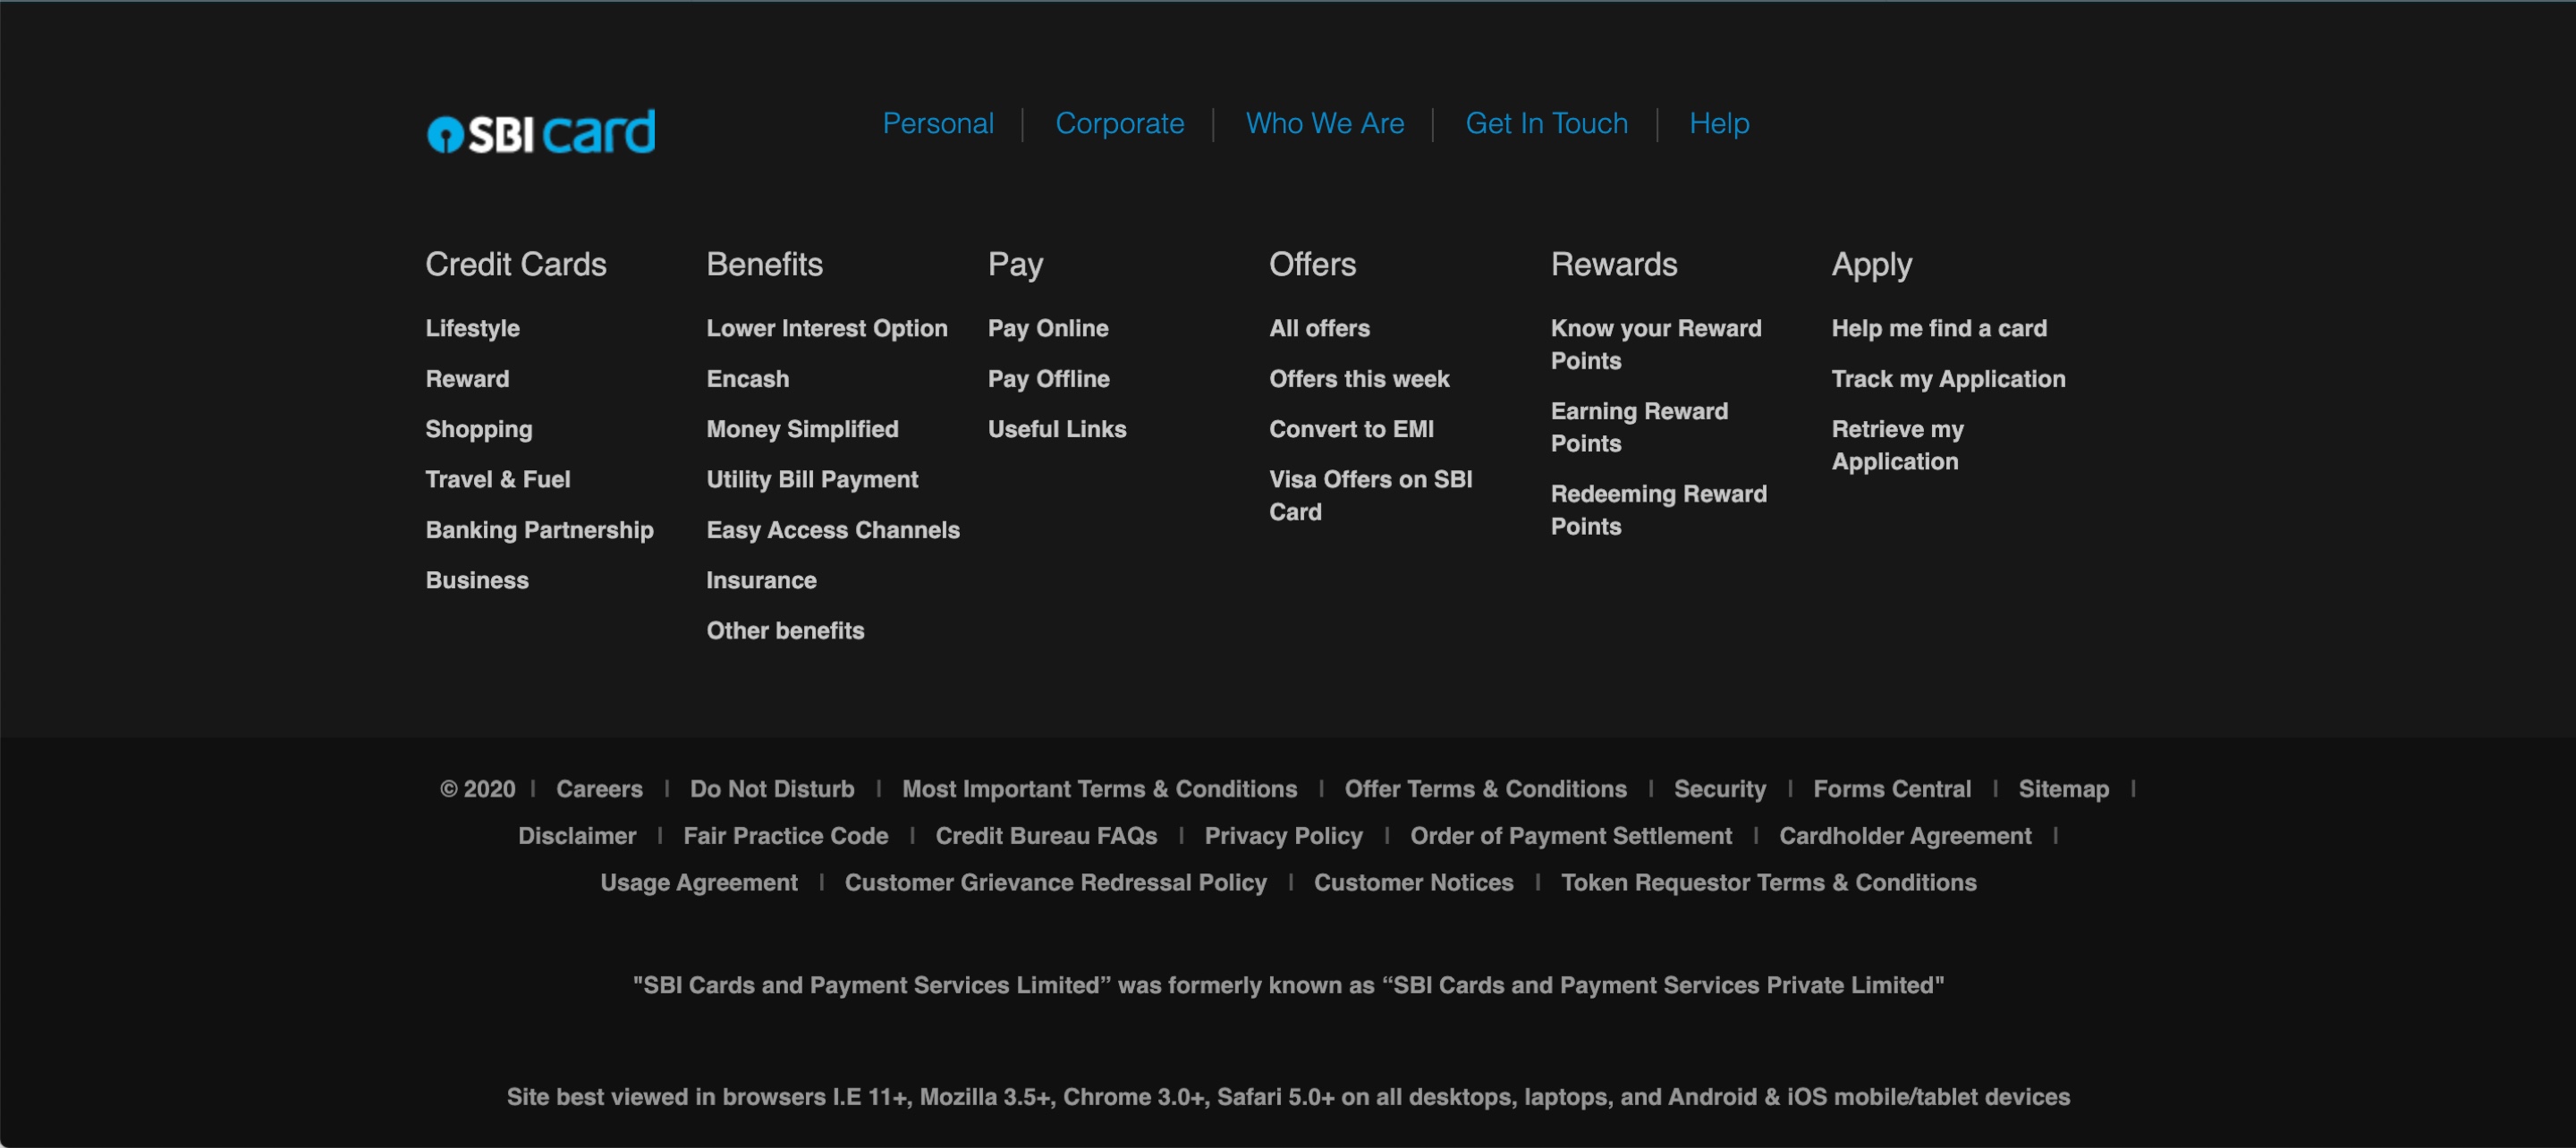 SBI card
Personal | Corporate | Who We Are | Get In Touch | Help
Credit Cards
Lifestyle
Reward
Shopping
Travel & Fuel
Banking Partnership
Business
Benefits
Lower Interest Option
Encash
Money Simplified
Utility Bill Payment
Easy Access Channels
Insurance
Other benefits
Pay
Pay Online
Pay Offline
Useful Links
Offers
All offers
Offers this week
Convert to EMI
Visa Offers on SBI
Card
Rewards
Know your Reward
Points
Earning Reward
Points
Redeeming Reward
Points
Apply
Help me find a card
Track my Application
Retrieve my
Application
© 2020 | Careers | Do Not Disturb | Most Important Terms & Conditions | Offer Terms & Conditions | Security | Forms Central | Sitemap |
Disclaimer | Fair Practice Code | Credit Bureau FAQs | Privacy Policy | Order of Payment Settlement | Cardholder Agreement |
Usage Agreement | Customer Grievance Redressal Policy | Customer Notices | Token Requestor Terms & Conditions
"SBI Cards and Payment Services Limited” was formerly known as “SBI Cards and Payment Services Private Limited"
Site best viewed in browsers I.E 11+, Mozilla 3.5+, Chrome 3.0+, Safari 5.0+ on all desktops, laptops, and Android & iOS mobile/tablet devices